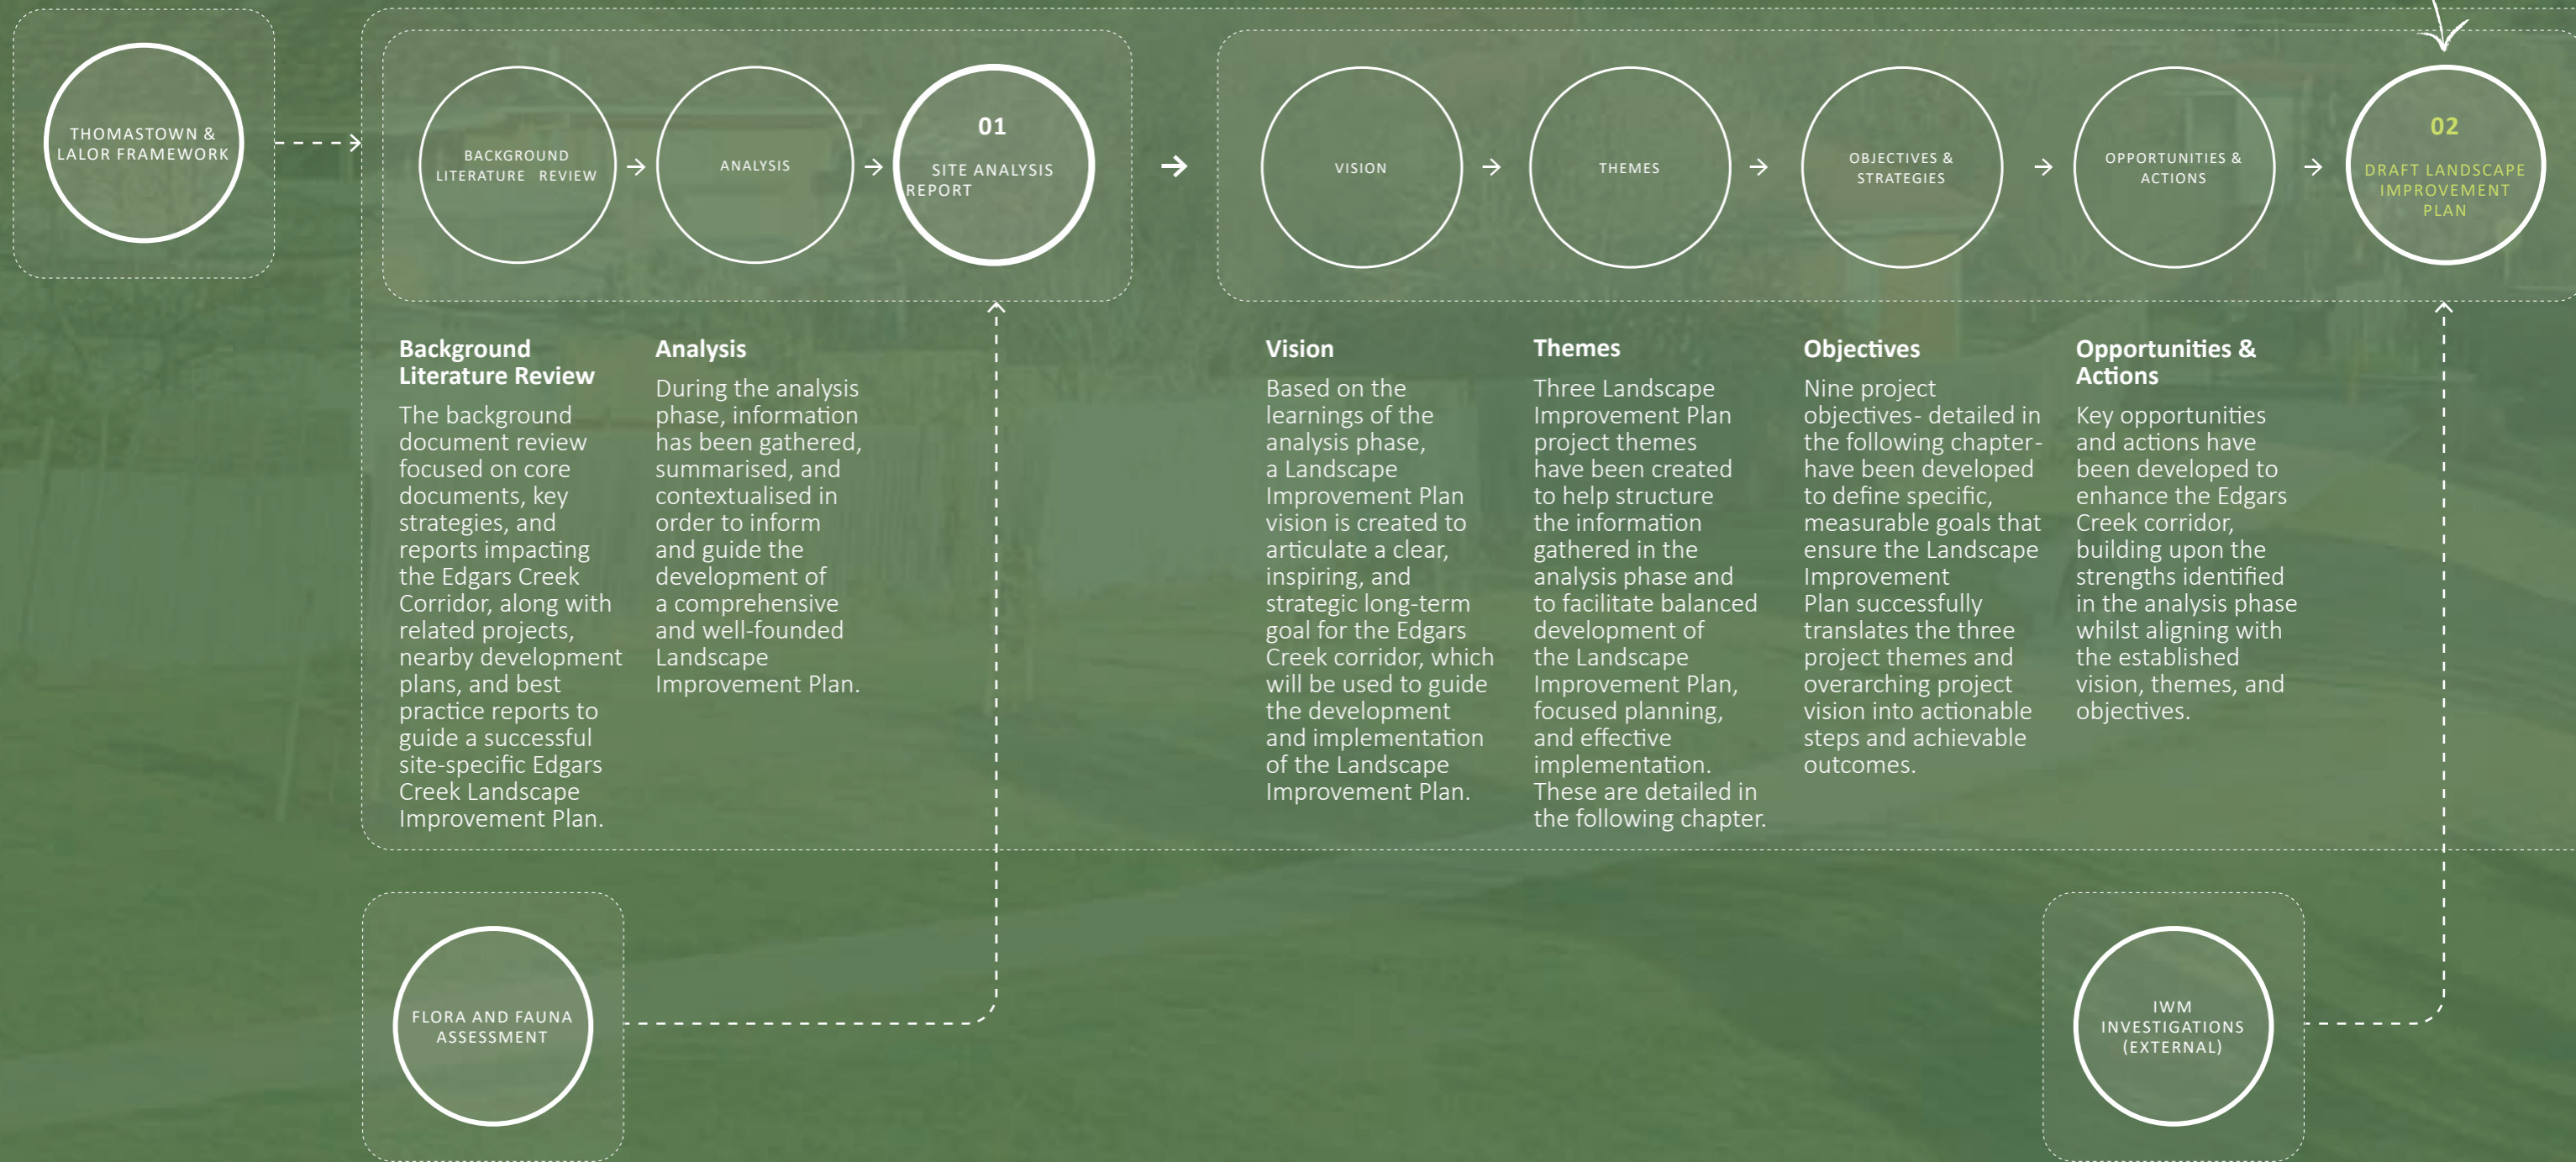 THOMASTOWN &
LALOR FRAMEWORK
BACKGROUND
LITERATURE REVIEW
ANALYSIS
01
SITE ANALYSIS
REPORT
VISION
THEMES
OBJECTIVES &
STRATEGIES
OPPORTUNITIES &
ACTIONS
02
DRAFT LANDSCAPE
IMPROVEMENT
PLAN
Background
Literature Review
The background
document review
focused on core
documents, key
strategies, and
reports impacting
the Edgars Creek
Corridor, along with
related projects,
nearby development
plans, and best
practice reports to
guide a successful
site-specific Edgars
Creek Landscape
Improvement Plan.
Analysis
During the analysis
phase, information
has been gathered,
summarised, and
contextualised in
order to inform
and guide the
development of
a comprehensive
and well-founded
Landscape
Improvement Plan.
Vision
Based on the
learnings of the
analysis phase,
a Landscape
Improvement Plan
vision is created to
articulate a clear,
inspiring, and
strategic long-term
goal for the Edgars
Creek corridor, which
will be used to guide
the development
and implementation
of the Landscape
Improvement Plan.
Themes
Three Landscape
Improvement Plan
project themes
have been created
to help structure
the information
gathered in the
analysis phase and
to facilitate balanced
development of
the Landscape
Improvement Plan,
focused planning,
and effective
implementation.
These are detailed in
the following chapter.
Objectives
Nine project
objectives- detailed in
the following chapter-
have been developed
to define specific,
measurable goals that
ensure the Landscape
Improvement
Plan successfully
translates the three
project themes and
overarching project
vision into actionable
steps and achievable
outcomes.
Opportunities &
Actions
Key opportunities
and actions have
been developed to
enhance the Edgars
Creek corridor,
building upon the
strengths identified
in the analysis phase
whilst aligning with
the established
vision, themes, and
objectives.
FLORA AND FAUNA
ASSESSMENT
IWM
INVESTIGATIONS
(EXTERNAL)